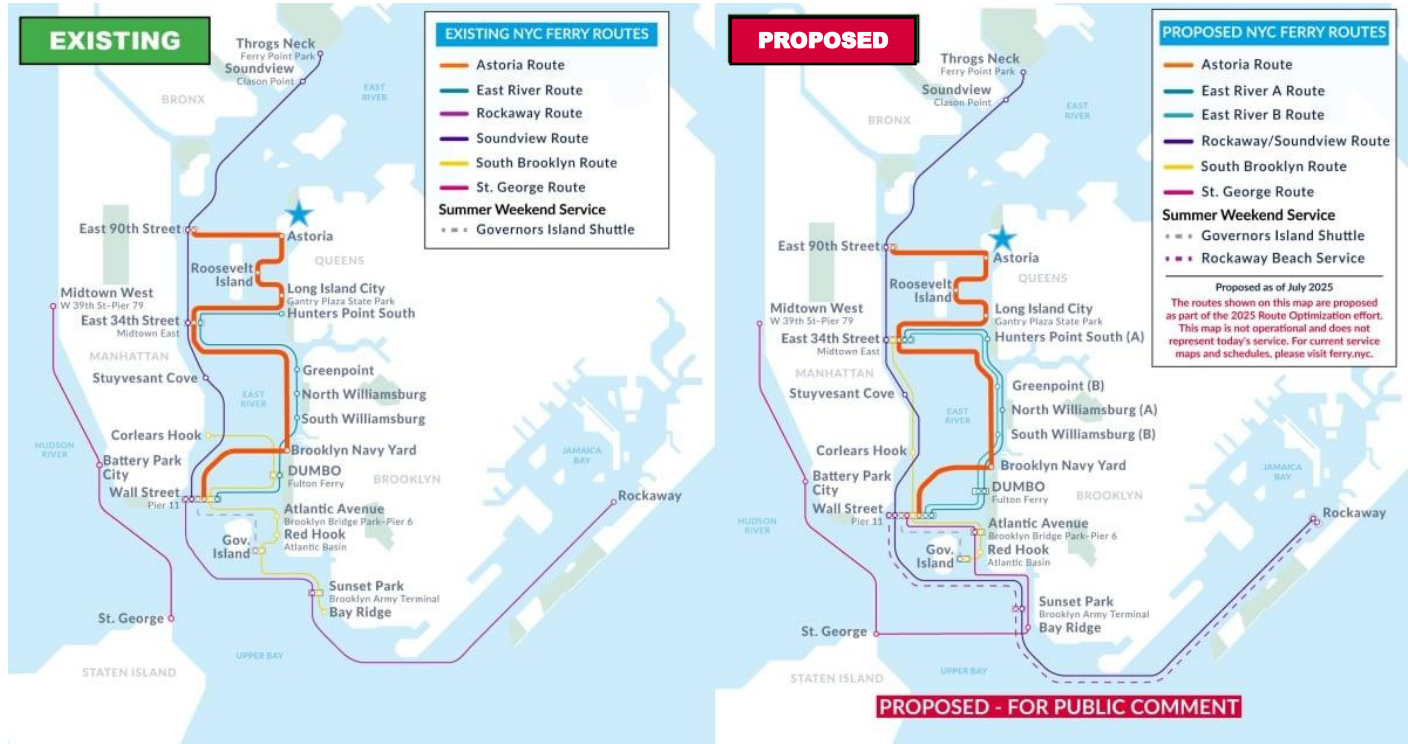 EXISTING
EXISTING NYC FERRY ROUTES
Astoria Route
East River Route
Rockaway Route
Soundview Route
South Brooklyn Route
St. George Route
Summer Weekend Service
Governors Island Shuttle
Throgs Neck
Ferry Point Park
Soundview
Clason Point
EAST
RIVER
BRONX
East 90th Street
Astoria
QUEENS
Roosevelt
Island
Long Island City
Gantry Plaza State Park
Hunters Point South
Midtown West
W 39th St–Pier 79
East 34th Street
Midtown East
MANHATTAN
Stuyvesant Cove
Greenpoint
EAST
RIVER
North Williamsburg
South Williamsburg
Corlears Hook
HUDSON
RIVER
Brooklyn Navy Yard
JAMAICA
BAY
Battery Park
City
DUMBO
Fulton Ferry
BROOKLYN
Wall Street
Pier 11
Rockaway
Atlantic Avenue
Brooklyn Bridge Park–Pier 6
Red Hook
Atlantic Basin
Gov.
Island
Sunset Park
Brooklyn Army Terminal
Bay Ridge
St. George
UPPER BAY
STATEN ISLAND
PROPOSED
PROPOSED NYC FERRY ROUTES
Astoria Route
East River A Route
East River B Route
Rockaway/Soundview Route
South Brooklyn Route
St. George Route
Summer Weekend Service
Governors Island Shuttle
Rockaway Beach Service
Proposed as of July 2025
The routes shown on this map are proposed
as part of the 2025 Route Optimization effort.
This map is not operational and does not
represent today's service. For current service
maps and schedules, please visit ferry.nyc.
Throgs Neck
Ferry Point Park
Soundview
Clason Point
EAST
RIVER
BRONX
East 90th Street
Astoria
QUEENS
Roosevelt
Island
Long Island City
Gantry Plaza State Park
Midtown West
W 39th St–Pier 79
East 34th Street
Midtown East
Hunters Point South (A)
MANHATTAN
Stuyvesant Cove
Greenpoint (B)
EAST
RIVER
North Williamsburg (A)
South Williamsburg (B)
Corlears Hook
Brooklyn Navy Yard
JAMAICA
BAY
Battery Park
City
DUMBO
Fulton Ferry
BROOKLYN
Wall Street
Pier 11
Rockaway
HUDSON
RIVER
Atlantic Avenue
Brooklyn Bridge Park–Pier 6
Red Hook
Atlantic Basin
Gov.
Island
Sunset Park
Brooklyn Army Terminal
Bay Ridge
St. George
UPPER BAY
STATEN ISLAND
PROPOSED - FOR PUBLIC COMMENT